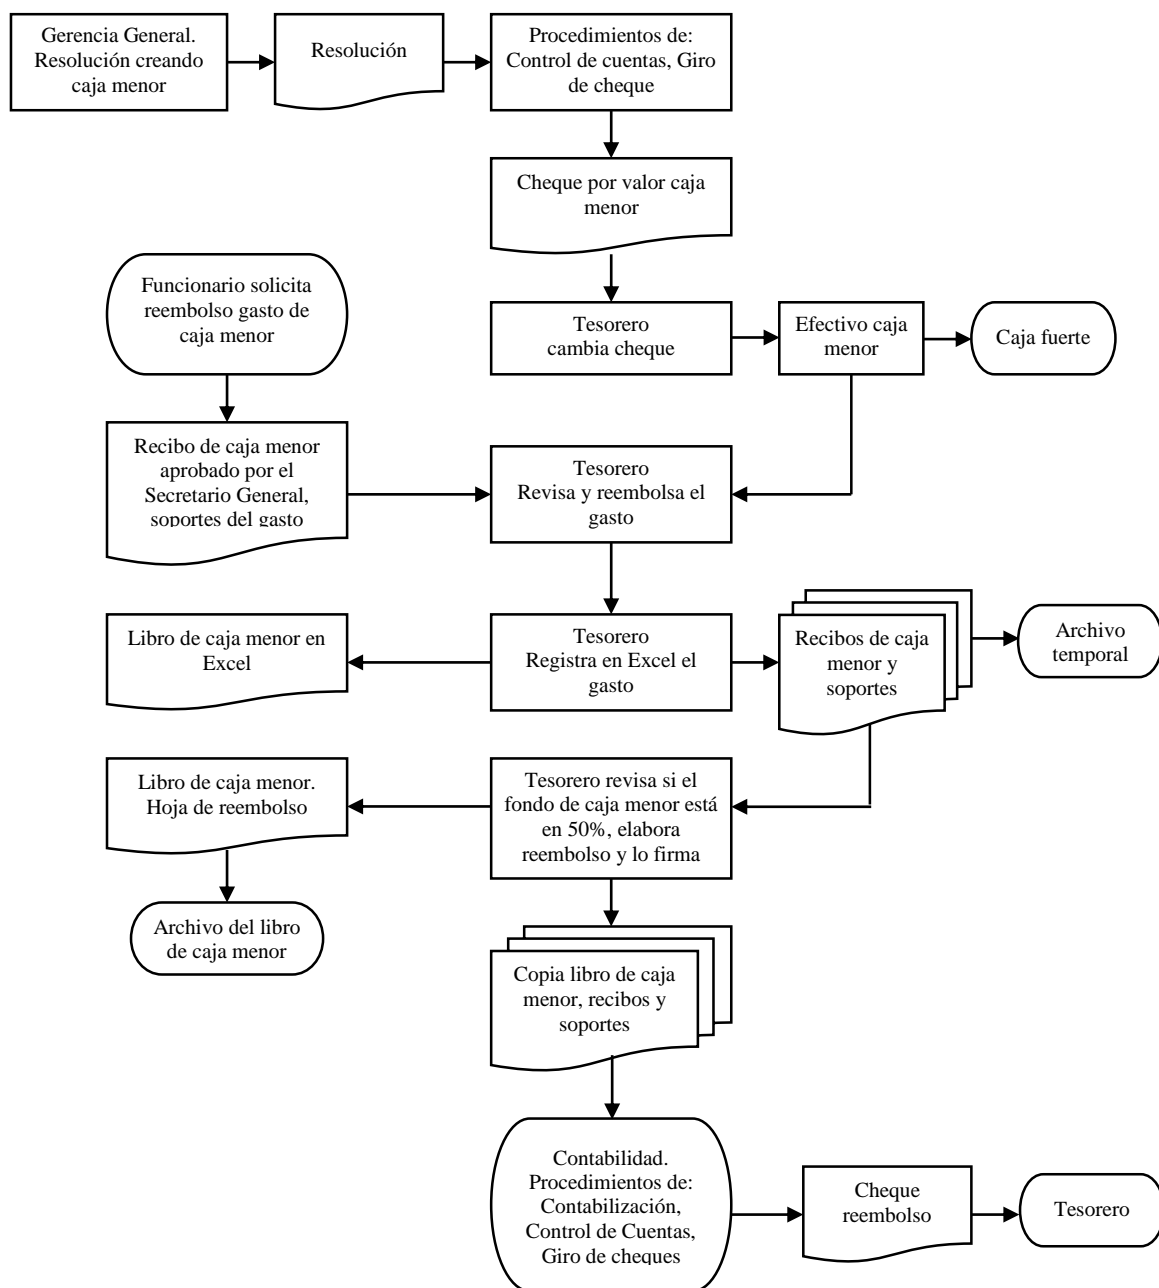 Gerencia General.
Resolución creando
caja menor
Resolución
Procedimientos de:
Control de cuentas, Giro
de cheque
Cheque por valor caja
menor
Funcionario solicita
reembolso gasto de
caja menor
Tesorero
cambia cheque
Efectivo caja
menor
Caja fuerte
Recibo de caja menor
aprobado por el
Secretario General,
soportes del gasto
Tesorero
Revisa y reembolsa el
gasto
Libro de caja menor en
Excel
Tesorero
Registra en Excel el
gasto
Recibos de caja
menor y
soportes
Archivo
temporal
Libro de caja menor.
Hoja de reembolso
Tesorero revisa si el
fondo de caja menor está
en 50%, elabora
reembolso y lo firma
Archivo del libro
de caja menor
Copia libro de caja
menor, recibos y
soportes
Contabilidad.
Procedimientos de:
Contabilización,
Control de Cuentas,
Giro de cheques
Cheque
reembolso
Tesorero